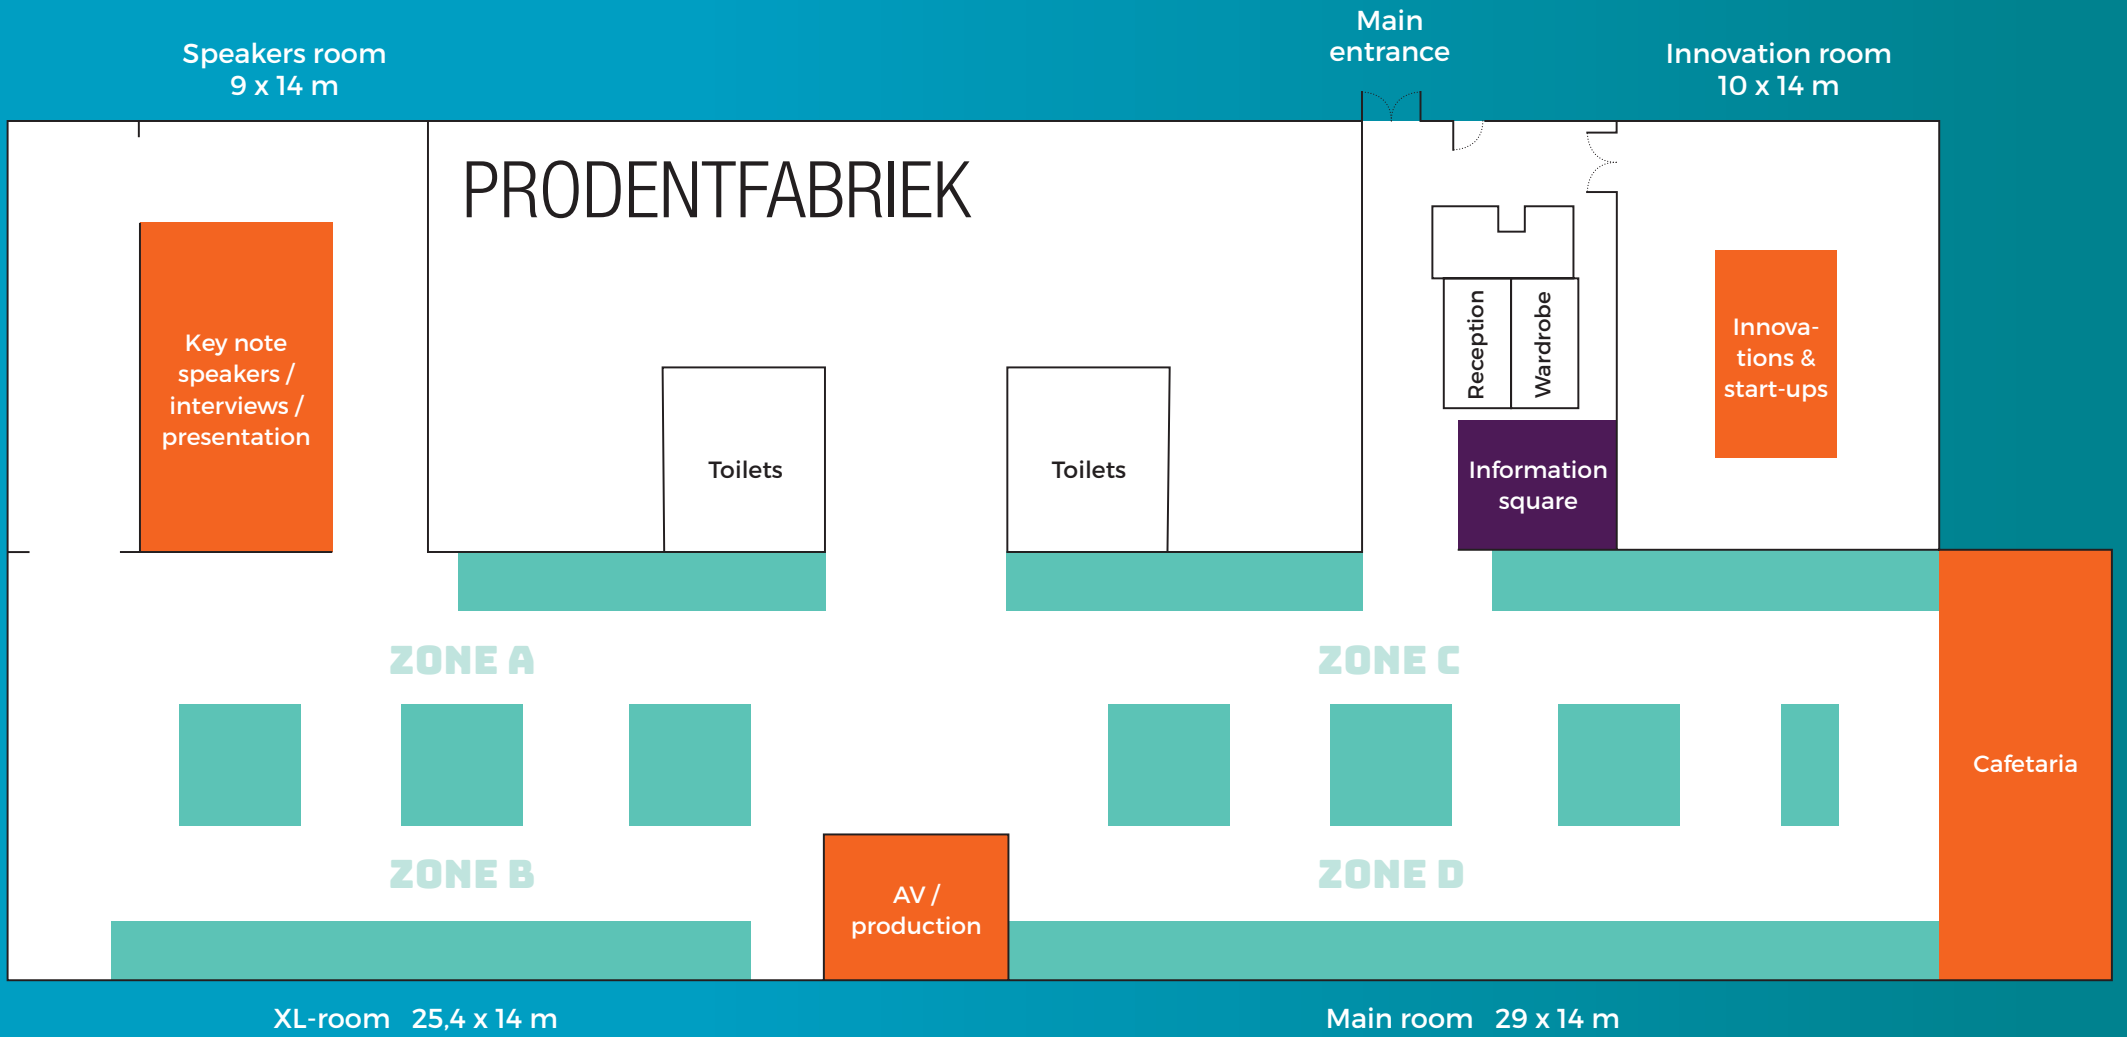 Main
entrance
Speakers room
9 x 14 m
Innovation room
10 x 14 m
PRODENTFABRIEK
Key note
speakers /
interviews /
presentation
Toilets
Toilets
Reception
Wardrobe
Information
square
Innova-
tions &
start-ups
ZONE A
ZONE C
Cafetaria
ZONE B
ZONE D
AV /
production
XL-room 25,4 x 14 m
Main room 29 x 14 m